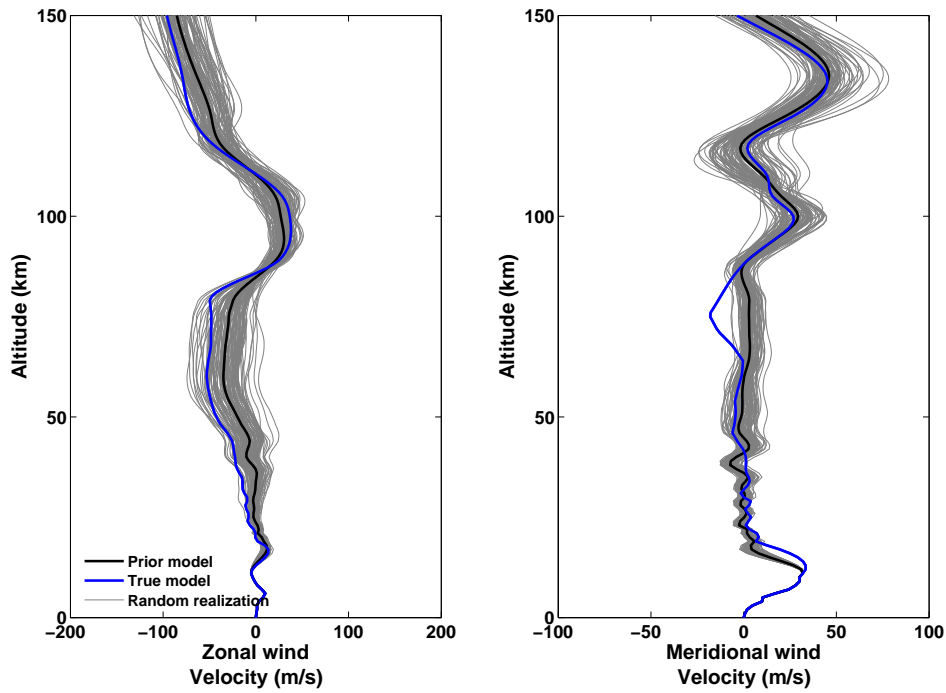 150
100
50
0
−200
−100
0
100
200
Altitude (km)
Zonal wind
Velocity (m/s)
Prior model
True model
Random realization
150
100
50
0
−100
−50
0
50
100
Altitude (km)
Meridional wind
Velocity (m/s)